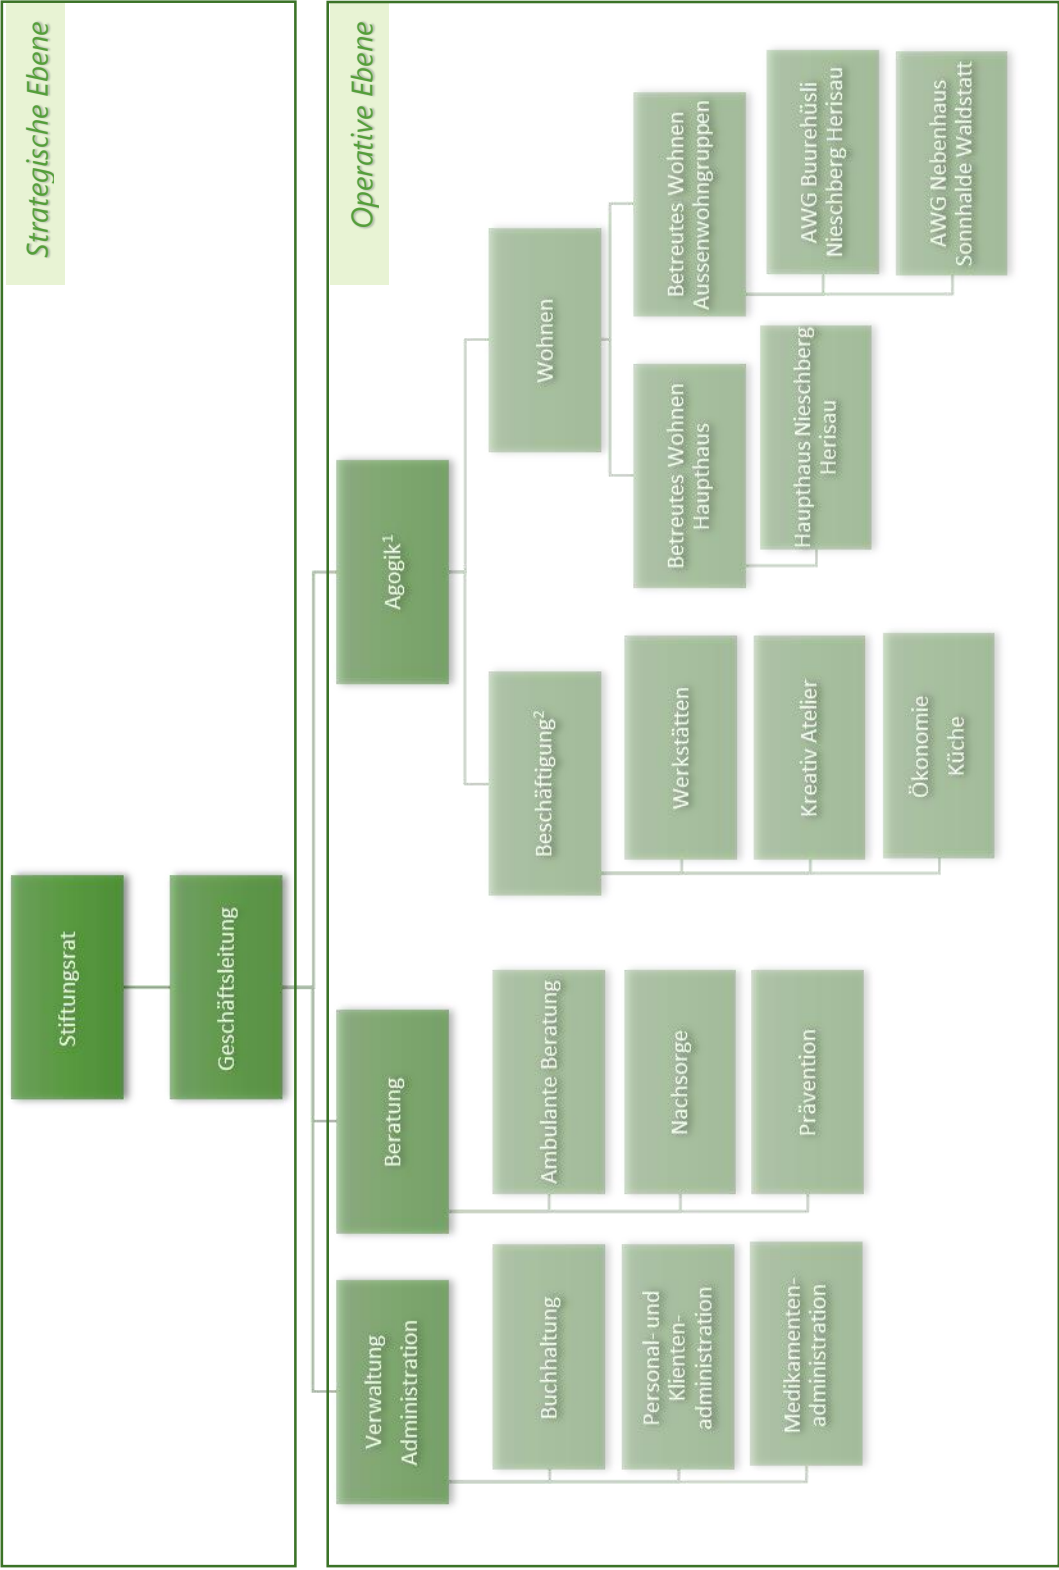 Strategische Ebene
Stiftungsrat
Geschäftsleitung
Operative Ebene
Verwaltung
Administration
Buchhaltung
Personal- und
Klienten-
administration
Medikamenten-
administration
Beratung
Ambulante Beratung
Nachsorge
Prävention
Agogik¹
Beschäftigung²
Werkstätten
Kreativ Atelier
Ökonomie
Küche
Wohnen
Betreutes Wohnen
Haupthaus
Haupthaus Nieschberg
Herisau
Betreutes Wohnen
Aussenwohngruppen
AWG Buurehüsli
Nieschberg Herisau
AWG Nebenhaus
Sonnhalde Waldstatt